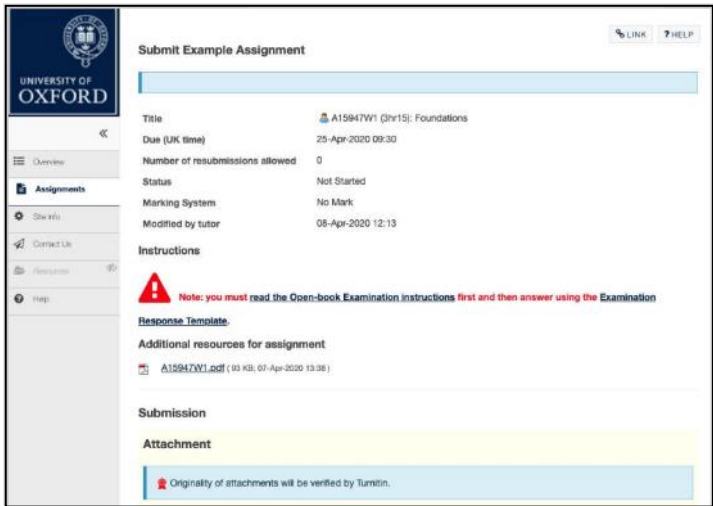 LINK ? HELP
Submit Example Assignment
UNIVERSITY OF
OXFORD
Title A15947W1 (3hr15): Foundations
Due (UK time) 25-Apr-2020 09:30
Number of resubmissions allowed 0
Status Not Started
Marking System No Mark
Modified by tutor 08-Apr-2020 12:13
Overview
Assignments
Site Info
Contact Us
Resources
Help
Instructions
Note: you must read the Open-book Examination instructions first and then answer using the Examination
Response Template.
Additional resources for assignment
A15947W1.pdf ( 93 KB; 07-Apr-2020 13:38 )
Submission
Attachment
Originality of attachments will be verified by Turnitin.